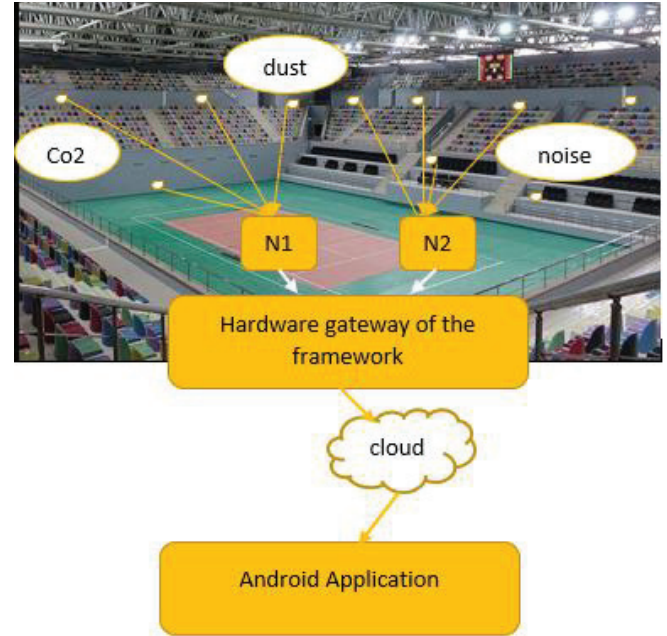 dust
Co2
noise
N1
N2
Hardware gateway of the
framework
cloud
Android Application